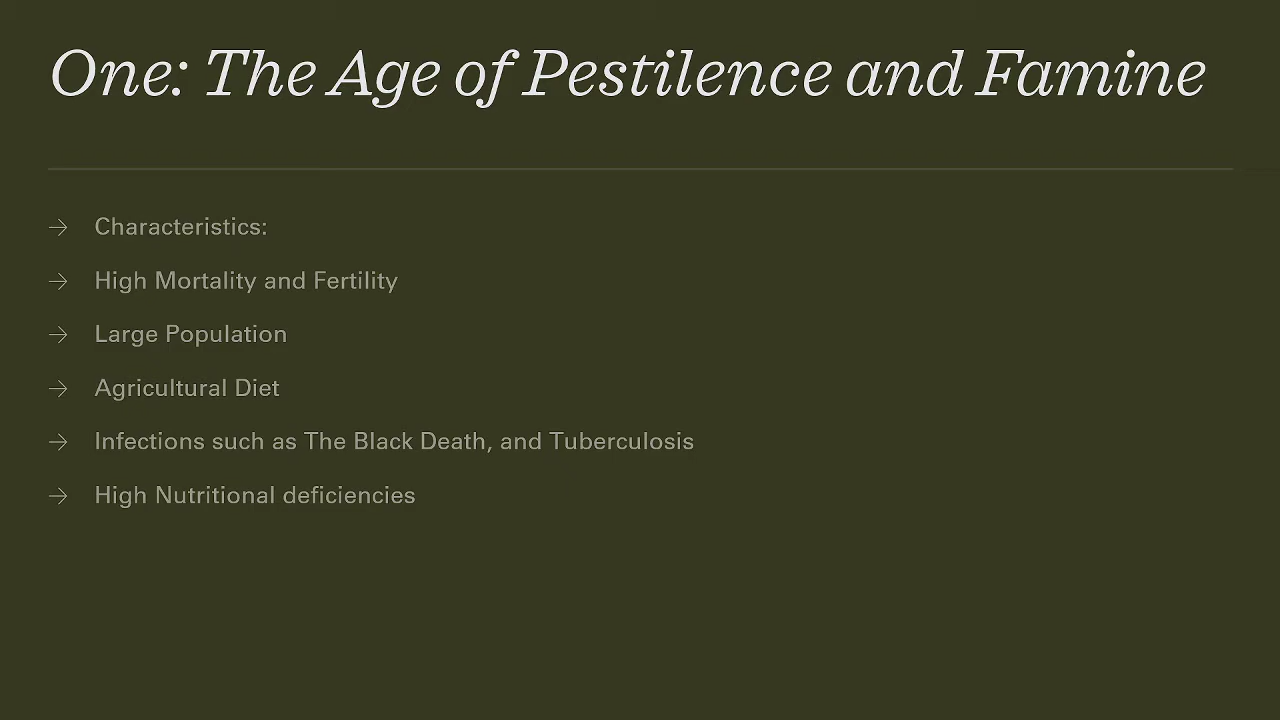 One: The Age of Pestilence and Famine
→ Characteristics:
→ High Mortality and Fertility
→ Large Population
→ Agricultural Diet
→ Infections such as The Black Death, and Tuberculosis
→ High Nutritional deficiencies